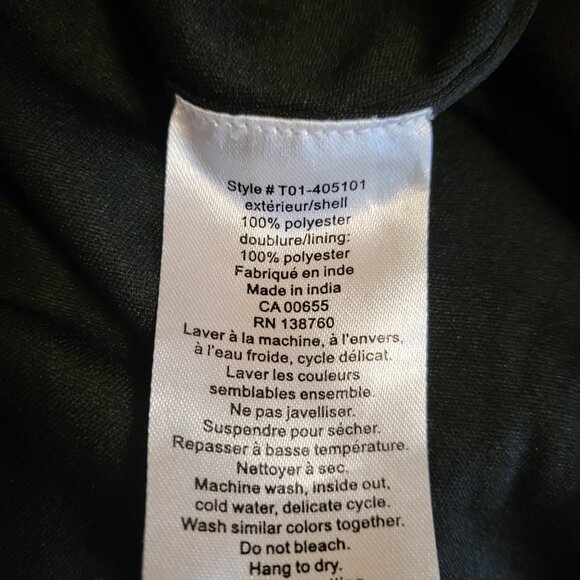 Style # T01-405101
extérieur/shell
100% polyester
doublure/lining:
100% polyester
Fabriqué en inde
Made in india
CA 00655
RN 138760
Laver à la machine, à l'envers,
à l'eau froide, cycle délicat.
Laver les couleurs
semblables ensemble.
Ne pas javelliser.
Suspendre pour sécher.
Repasser à basse température.
Nettoyer à sec.
Machine wash, inside out,
cold water, delicate cycle.
Wash similar colors together.
Do not bleach.
Hang to dry.